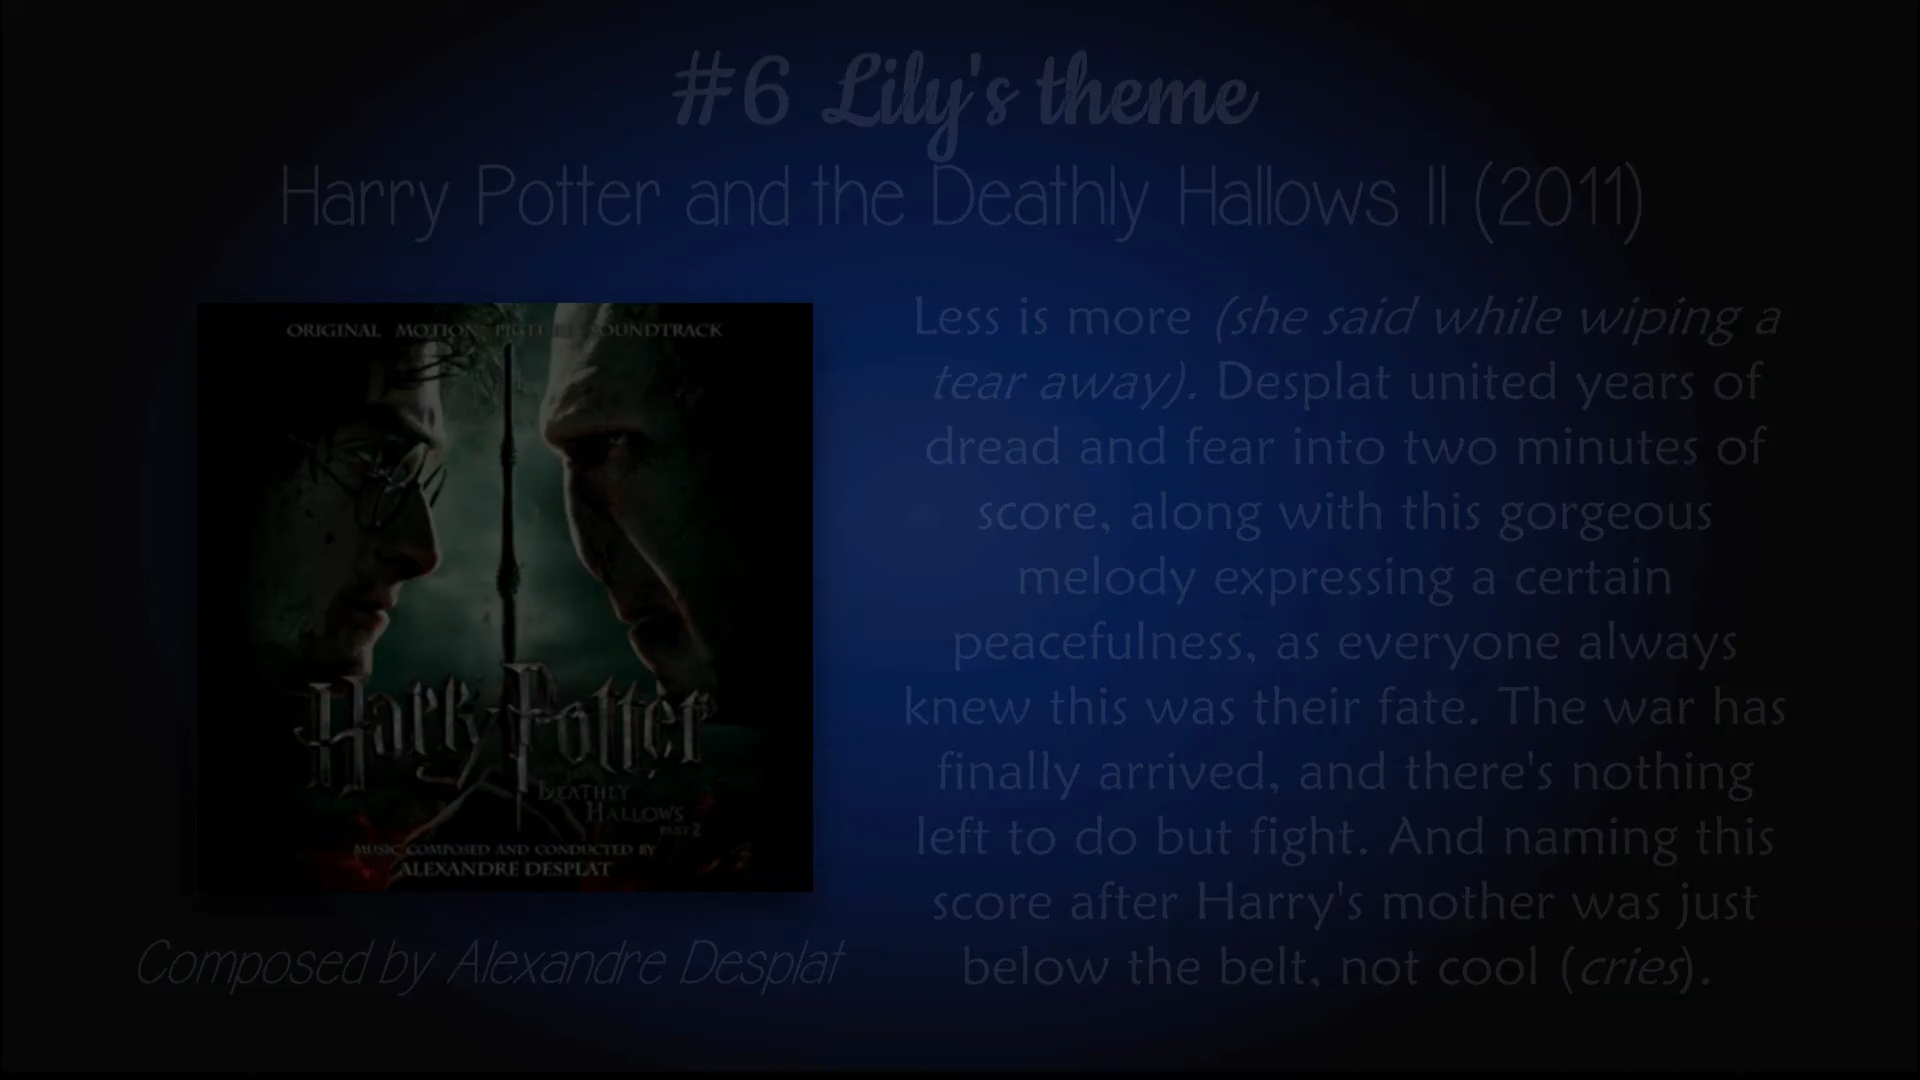 #6 Lily's theme
Harry Potter and the Deathly Hallows II (2011)
ORIGINAL MOTION PICTURE SOUNDTRACK
Harry Potter
DEATHLY
HALLOWS
PART 2
MUSIC COMPOSED AND CONDUCTED BY
ALEXANDRE DESPLAT
Composed by Alexandre Desplat
Less is more (she said while wiping a
tear away). Desplat united years of
dread and fear into two minutes of
score, along with this gorgeous
melody expressing a certain
peacefulness, as everyone always
knew this was their fate. The war has
finally arrived, and there's nothing
left to do but fight. And naming this
score after Harry's mother was just
below the belt, not cool (cries).